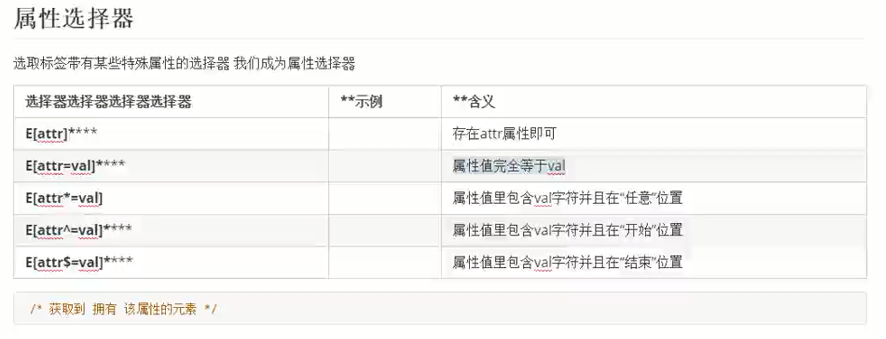 属性选择器
选取标签带有某些特殊属性的选择器 我们成为属性选择器
选择器选择器选择器选择器 **示例 **含义
E[attr]**** 存在attr属性即可
E[attr=val]**** 属性值完全等于val
E[attr*=val] 属性值里包含val字符并且在“任意”位置
E[attr^=val]**** 属性值里包含val字符并且在“开始”位置
E[attr$=val]**** 属性值里包含val字符并且在“结束”位置
/* 获取到 拥有 该属性的元素 */